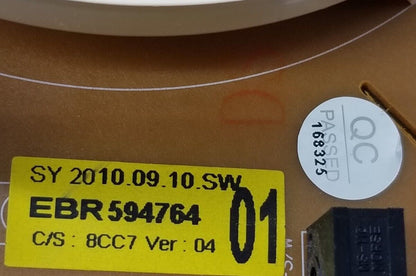 SY 2010.09.10.SW
EBR594764
01
C/S : 8CC7 Ver : 04
QC
PASSED
168325